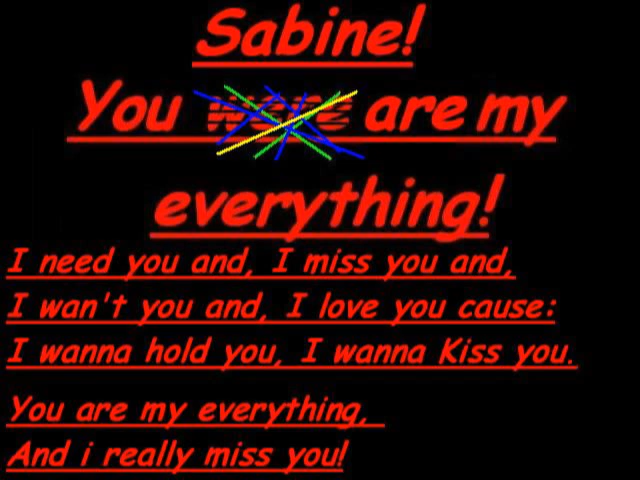 Sabine!
You were are my
everything!
I need you and, I miss you and,
I wan't you and, I love you cause:
I wanna hold you, I wanna Kiss you.
You are my everything,
And i really miss you!